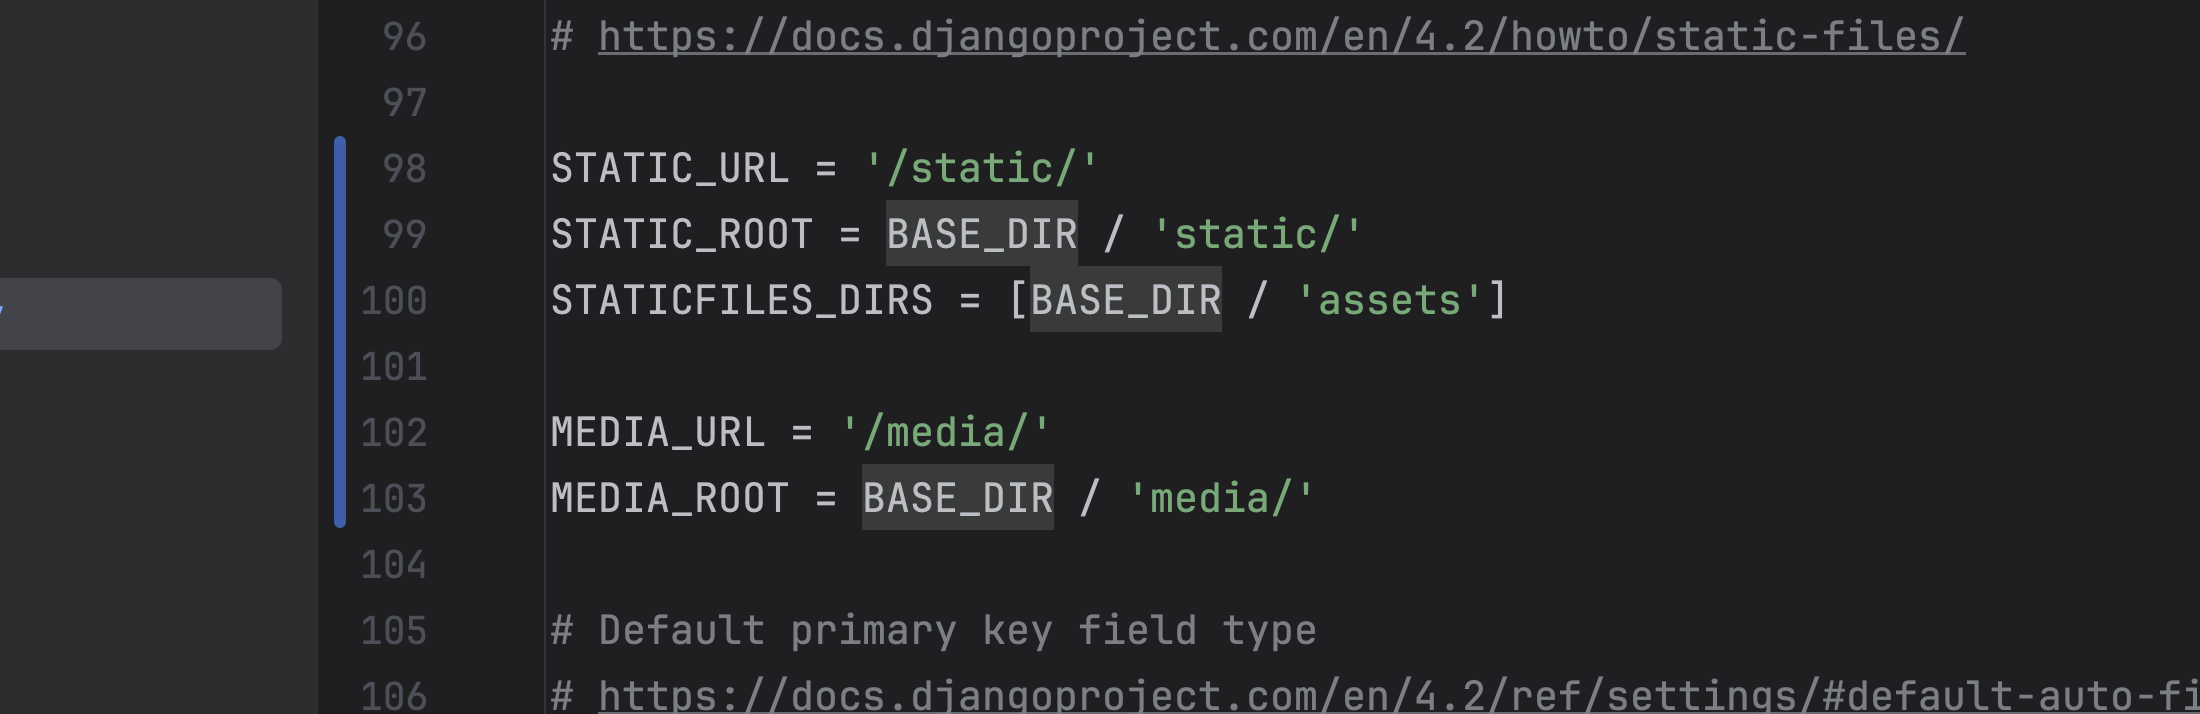 96 # https://docs.djangoproject.com/en/4.2/howto/static-files/
97
98 STATIC_URL = '/static/'
99 STATIC_ROOT = BASE_DIR / 'static/'
100 STATICFILES_DIRS = [BASE_DIR / 'assets']
101
102 MEDIA_URL = '/media/'
103 MEDIA_ROOT = BASE_DIR / 'media/'
104
105 # Default primary key field type
106 # https://docs.djangoproject.com/en/4.2/ref/settings/#default-auto-fi